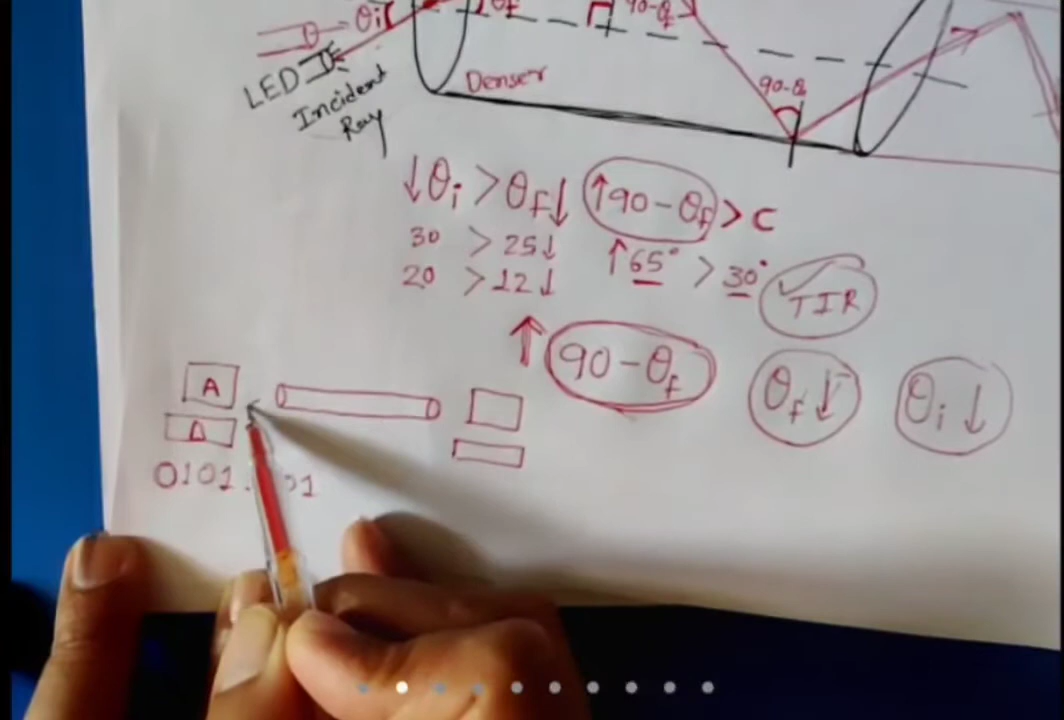 θi
θf
90-θf
LED
Incident
Ray
Denser
90-θ
↓θi > θf↓ ↑90-θf > C
30 > 25↓ ↑65° > 30° ✓TIR
20 > 12↓
↑ 90-θf θf↓ θi↓
A
A
0101.
01